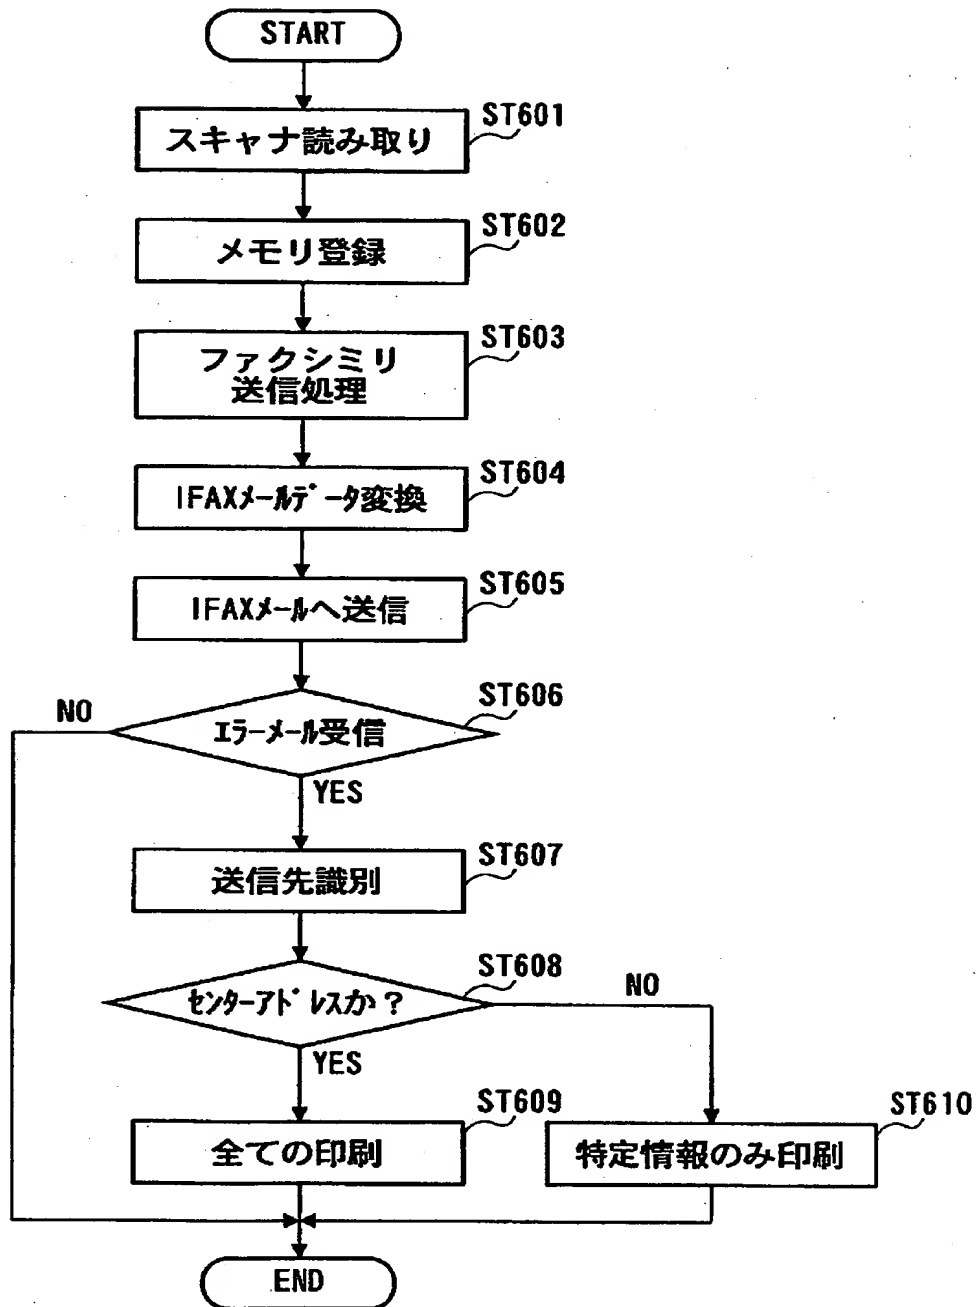 START
ST601
スキャナ読み取り
ST602
メモリ登録
ST603
ファクシミリ
送信処理
ST604
IFAXﾒｰﾙﾃﾞｰﾀ変換
ST605
IFAXﾒｰﾙへ送信
ST606
NO
ｴﾗｰﾒｰﾙ受信
YES
ST607
送信先識別
ST608
NO
ｾﾝﾀｰｱﾄﾞﾚｽか？
YES
ST609
ST610
全ての印刷
特定情報のみ印刷
END